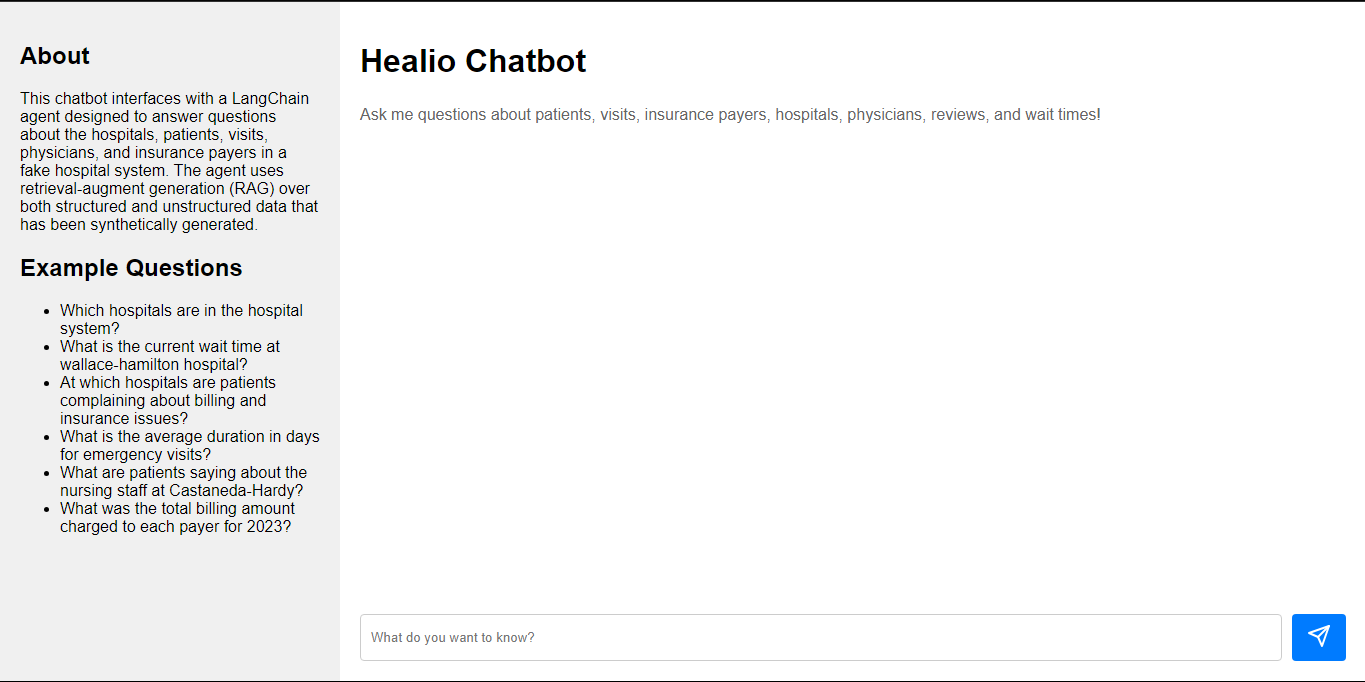 About
This chatbot interfaces with a LangChain
agent designed to answer questions
about the hospitals, patients, visits,
physicians, and insurance payers in a
fake hospital system. The agent uses
retrieval-augment generation (RAG) over
both structured and unstructured data that
has been synthetically generated.
Example Questions
• Which hospitals are in the hospital
system?
• What is the current wait time at
wallace-hamilton hospital?
• At which hospitals are patients
complaining about billing and
insurance issues?
• What is the average duration in days
for emergency visits?
• What are patients saying about the
nursing staff at Castaneda-Hardy?
• What was the total billing amount
charged to each payer for 2023?
Healio Chatbot
Ask me questions about patients, visits, insurance payers, hospitals, physicians, reviews, and wait times!
What do you want to know?